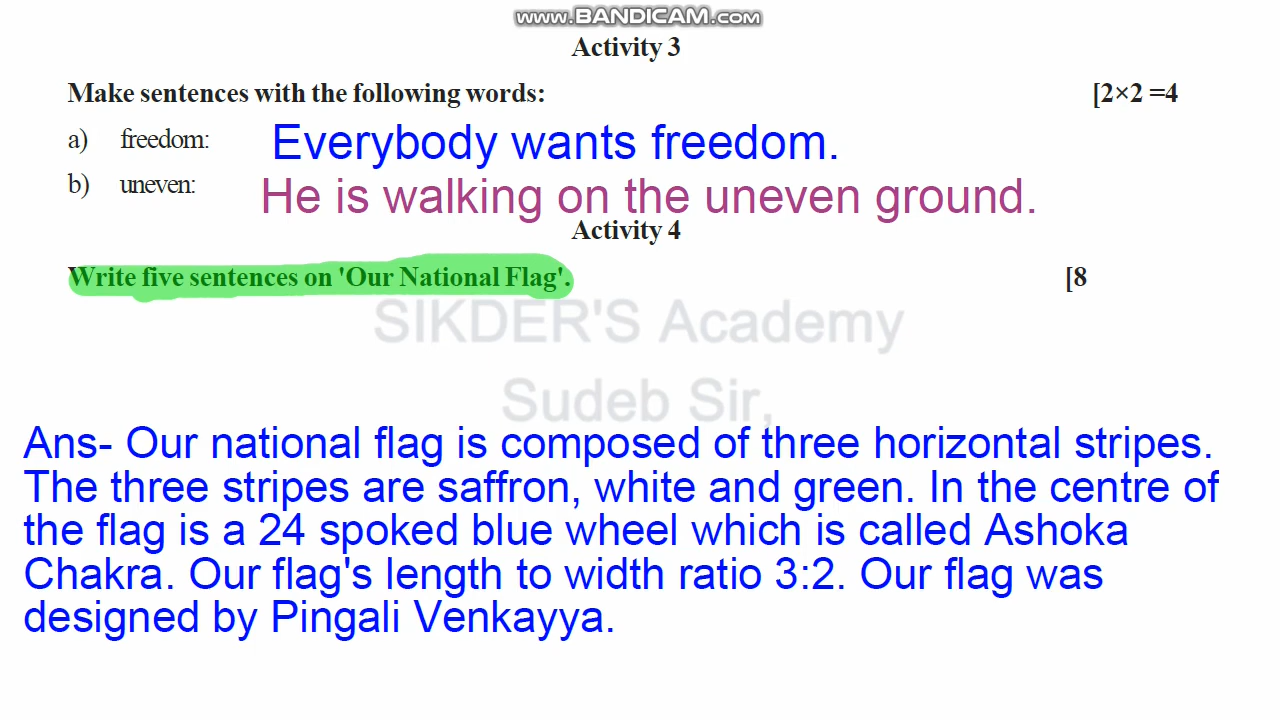 www.BANDICAM.com
Activity 3
Make sentences with the following words: [2×2 =4
a) freedom: Everybody wants freedom.
b) uneven: He is walking on the uneven ground.
Activity 4
Write five sentences on 'Our National Flag'. [8
SIKDER'S Academy
Sudeb Sir,
Ans- Our national flag is composed of three horizontal stripes.
The three stripes are saffron, white and green. In the centre of
the flag is a 24 spoked blue wheel which is called Ashoka
Chakra. Our flag's length to width ratio 3:2. Our flag was
designed by Pingali Venkayya.